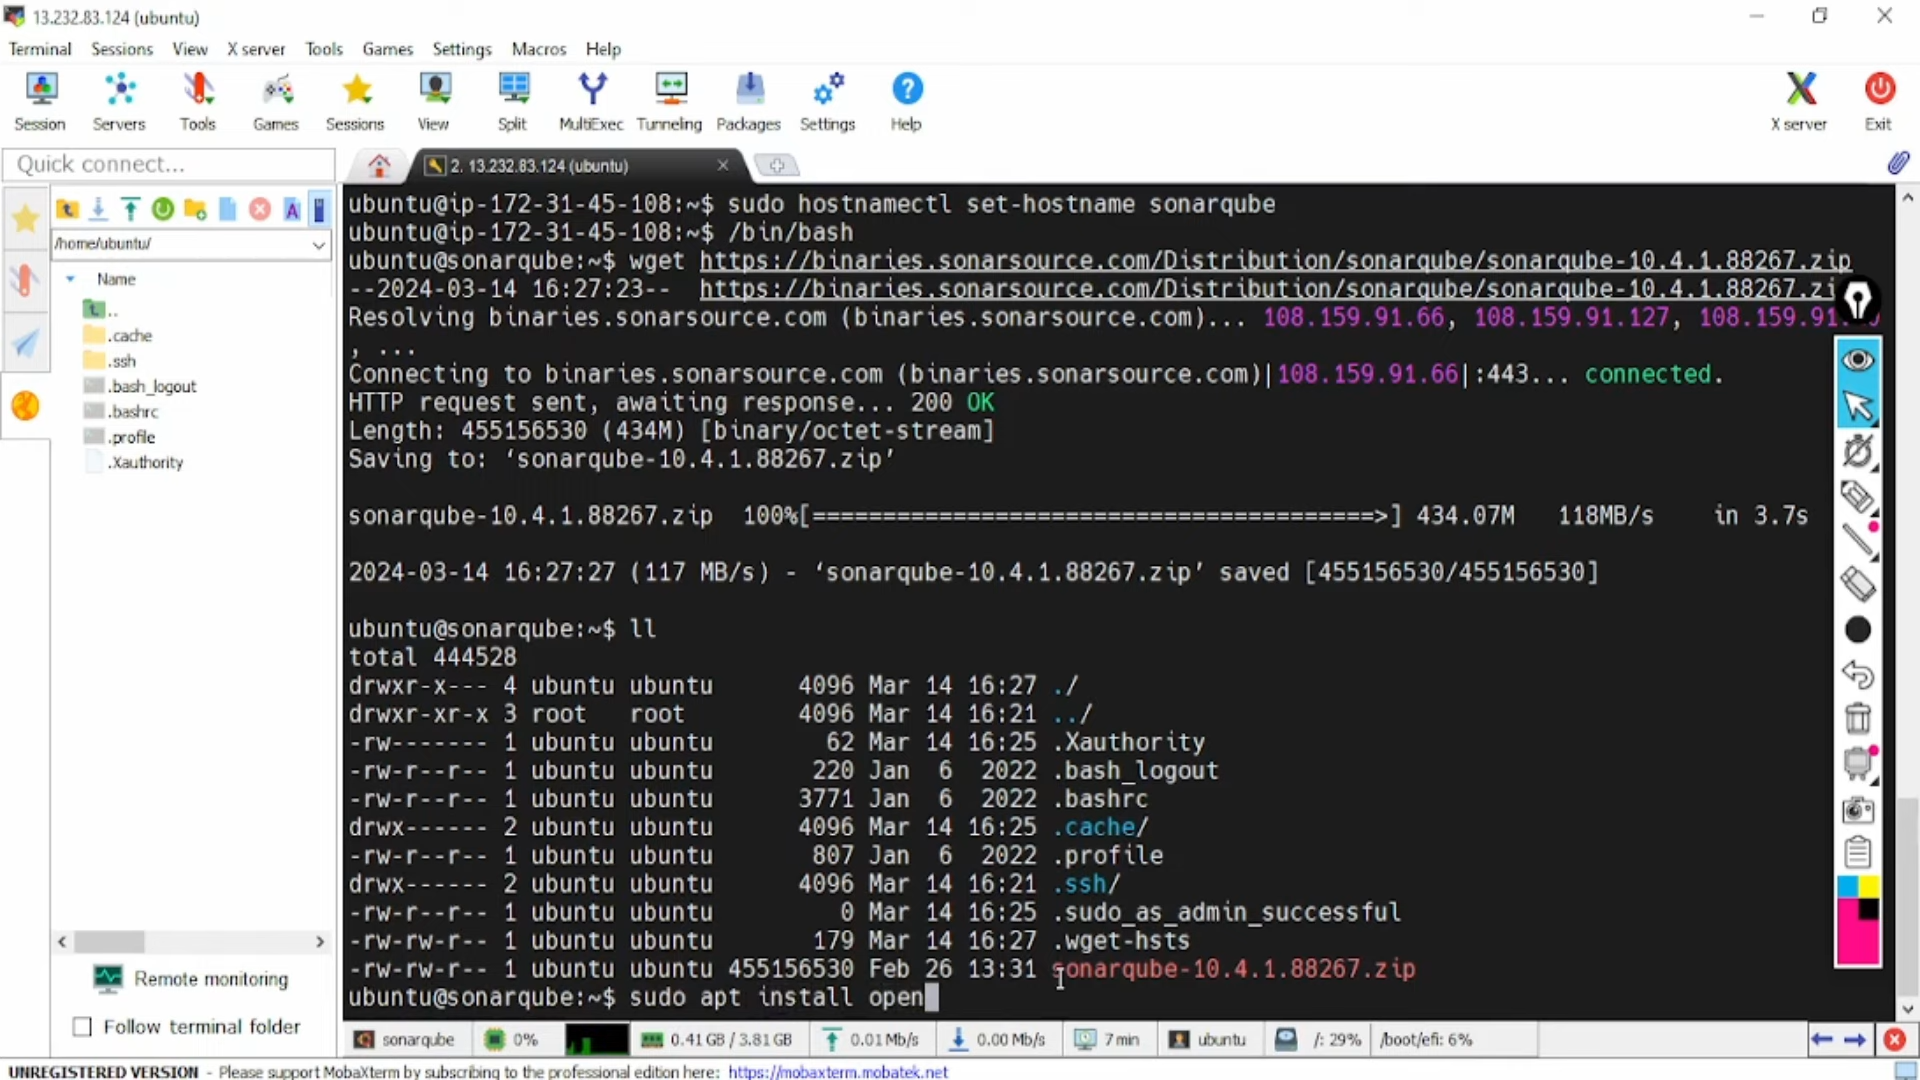 13.232.83.124 (ubuntu)
Terminal Sessions View X server Tools Games Settings Macros Help
Session Servers Tools Games Sessions View Split MultiExec Tunneling Packages Settings Help X server Exit
Quick connect...
2. 13.232.83.124 (ubuntu)
/home/ubuntu/
Name
..
.cache
.ssh
.bash_logout
.bashrc
.profile
.Xauthority
Remote monitoring
Follow terminal folder
ubuntu@ip-172-31-45-108:~$ sudo hostnamectl set-hostname sonarqube
ubuntu@ip-172-31-45-108:~$ /bin/bash
ubuntu@sonarqube:~$ wget https://binaries.sonarsource.com/Distribution/sonarqube/sonarqube-10.4.1.88267.zip
--2024-03-14 16:27:23-- https://binaries.sonarsource.com/Distribution/sonarqube/sonarqube-10.4.1.88267.zi
Resolving binaries.sonarsource.com (binaries.sonarsource.com)... 108.159.91.66, 108.159.91.127,
, ...
Connecting to binaries.sonarsource.com (binaries.sonarsource.com)|108.159.91.66|:443... connected.
HTTP request sent, awaiting response... 200 OK
Length: 455156530 (434M) [binary/octet-stream]
Saving to: ‘sonarqube-10.4.1.88267.zip’
sonarqube-10.4.1.88267.zip 100%[========================================>] 434.07M 118MB/s in 3.7s
2024-03-14 16:27:27 (117 MB/s) - ‘sonarqube-10.4.1.88267.zip’ saved [455156530/455156530]
ubuntu@sonarqube:~$ ll
total 444528
drwxr-x--- 4 ubuntu ubuntu 4096 Mar 14 16:27 ./
drwxr-xr-x 3 root root 4096 Mar 14 16:21 ../
-rw------- 1 ubuntu ubuntu 62 Mar 14 16:25 .Xauthority
-rw-r--r-- 1 ubuntu ubuntu 220 Jan 6 2022 .bash_logout
-rw-r--r-- 1 ubuntu ubuntu 3771 Jan 6 2022 .bashrc
drwx------ 2 ubuntu ubuntu 4096 Mar 14 16:25 .cache/
-rw-r--r-- 1 ubuntu ubuntu 807 Jan 6 2022 .profile
drwx------ 2 ubuntu ubuntu 4096 Mar 14 16:21 .ssh/
-rw-r--r-- 1 ubuntu ubuntu 0 Mar 14 16:25 .sudo_as_admin_successful
-rw-rw-r-- 1 ubuntu ubuntu 179 Mar 14 16:27 .wget-hsts
-rw-rw-r-- 1 ubuntu ubuntu 455156530 Feb 26 13:31 sonarqube-10.4.1.88267.zip
ubuntu@sonarqube:~$ sudo apt install open
sonarqube 0% 0.41 GB / 3.81 GB 0.01 Mb/s 0.00 Mb/s 7 min ubuntu /: 29% /boot/efi: 6%
UNREGISTERED VERSION - Please support MobaXterm by subscribing to the professional edition here: https://mobaxterm.mobatek.net